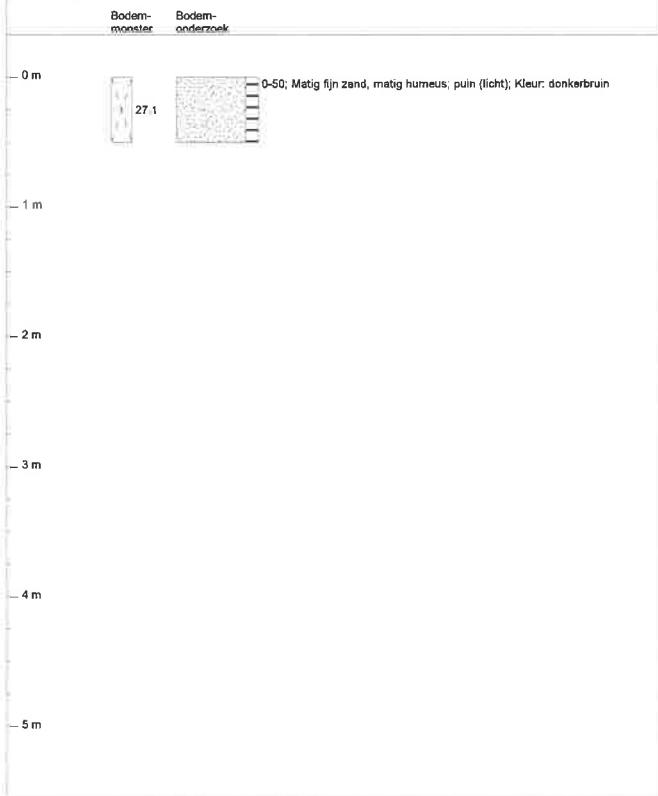 Bodem- Bodem-
monster onderzoek
0 m
0-50; Matig fijn zand, matig humeus; puin (licht); Kleur: donkerbruin
27.1
1 m
2 m
3 m
4 m
5 m